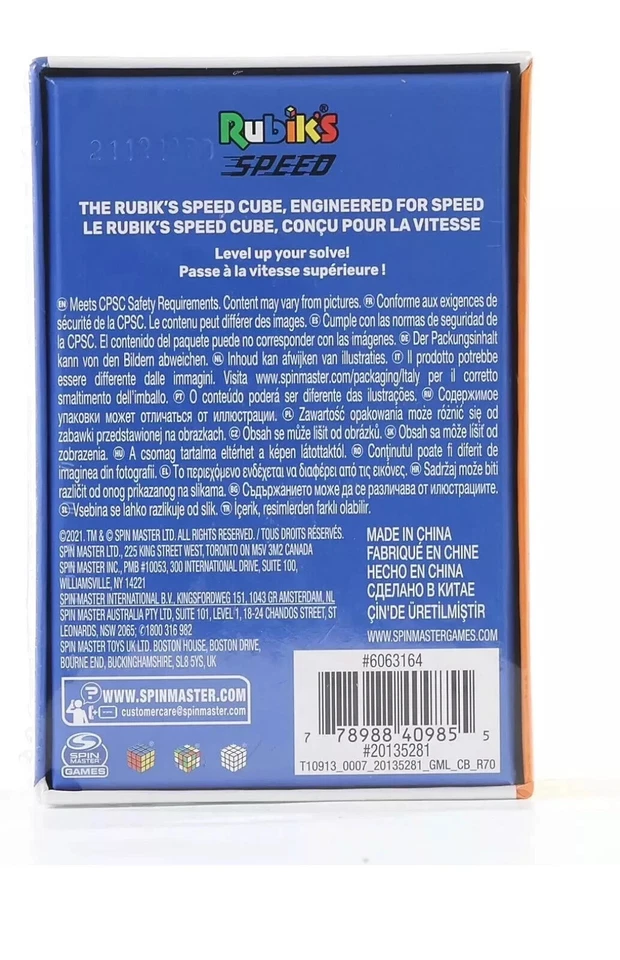 Rubik's®
SPEED
THE RUBIK'S SPEED CUBE, ENGINEERED FOR SPEED
LE RUBIK'S SPEED CUBE, CONÇU POUR LA VITESSE
Level up your solve!
Passe à la vitesse supérieure !
EN Meets CPSC Safety Requirements. Content may vary from pictures. FR Conforme aux exigences de
sécurité de la CPSC. Le contenu peut différer des images. ES Cumple con las normas de seguridad de
la CPSC. El contenido del paquete puede no corresponder con las imágenes. DE Der Packungsinhalt
kann von den Bildern abweichen. NL Inhoud kan afwijken van illustraties. IT Il prodotto potrebbe
essere differente dalle immagini. Visita www.spinmaster.com/packaging/Italy per il corretto
smaltimento dell'imballo. PT O conteúdo poderá ser diferente das ilustrações. RU Содержимое
упаковки может отличаться от иллюстрации. PL Zawartość opakowania może różnić się od
zabawki przedstawionej na obrazkach. CZ Obsah se může lišit od obrázků. SK Obsah sa môže líšiť od
zobrazenia. HU A csomag tartalma eltérhet a képen látottaktól. RO Conținutul poate fi diferit de
imaginea din fotografii. EL Το περιεχόμενο ενδέχεται να διαφέρει από τις εικόνες. HR Sadržaj može biti
različit od onog prikazanog na slikama. BG Съдържанието може да се различава от илюстрациите.
SL Vsebina se lahko razlikuje od slik. TR İçerik, resimlerden farklı olabilir.
©2021. TM & © SPIN MASTER LTD. ALL RIGHTS RESERVED. / TOUS DROITS RÉSERVÉS.
SPIN MASTER LTD., 225 KING STREET WEST, TORONTO ON M5V 3M2 CANADA
SPIN MASTER INC., PMB #10053, 300 INTERNATIONAL DRIVE, SUITE 100,
WILLIAMSVILLE, NY 14221
SPIN MASTER INTERNATIONAL B.V., KINGSFORDWEG 151, 1043 GR AMSTERDAM, NL
SPIN MASTER AUSTRALIA PTY LTD, SUITE 101, LEVEL 1, 18-24 CHANDOS STREET, ST
LEONARDS, NSW 2065; ✆1800 316 982
SPIN MASTER TOYS UK LTD. BOSTON HOUSE, BOSTON DRIVE,
BOURNE END, BUCKINGHAMSHIRE, SL8 5YS, UK
MADE IN CHINA
FABRIQUÉ EN CHINE
HECHO EN CHINA
СДЕЛАНО В КИТАЕ
ÇİN'DE ÜRETİLMİŞTİR
WWW.SPINMASTERGAMES.COM
? WWW.SPINMASTER.COM
customercare@spinmaster.com
SPIN
MASTER
GAMES
#6063164
7 78988 40985 5
#20135281
T10913_0007_20135281_GML_CB_R70